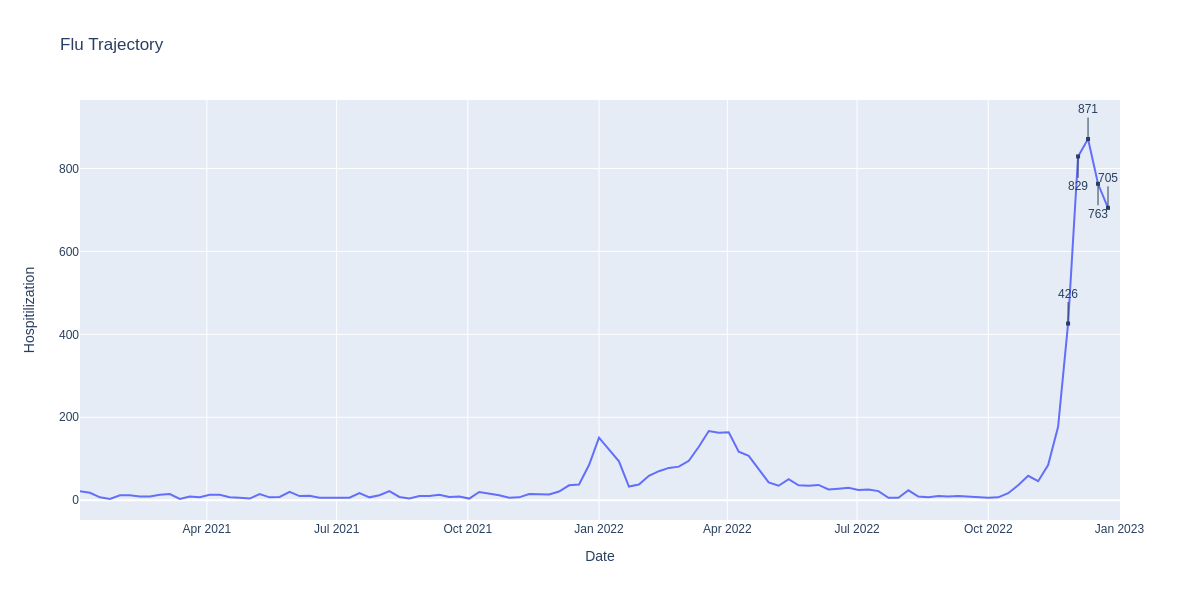 Flu Trajectory
871
800
705
829
763
600
426
400
200
0
Hospitilization
Apr 2021
Jul 2021
Oct 2021
Jan 2022
Apr 2022
Jul 2022
Oct 2022
Jan 2023
Date